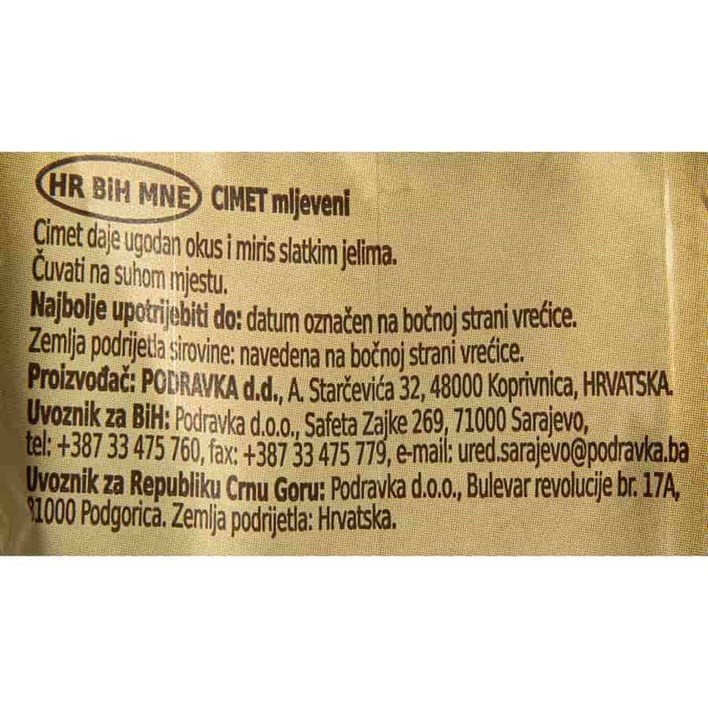 HR BiH MNE CIMET mljeveni
Cimet daje ugodan okus i miris slatkim jelima.
Čuvati na suhom mjestu.
Najbolje upotrijebiti do: datum označen na bočnoj strani vrećice.
Zemlja podrijetla sirovine: navedena na bočnoj strani vrećice.
Proizvođač: PODRAVKA d.d., A. Starčevića 32, 48000 Koprivnica, HRVATSKA.
Uvoznik za BiH: Podravka d.o.o., Safeta Zajke 269, 71000 Sarajevo,
tel: +387 33 475 760, fax: +387 33 475 779, e-mail: ured.sarajevo@podravka.ba
Uvoznik za Republiku Crnu Goru: Podravka d.o.o., Bulevar revolucije br. 17A,
81000 Podgorica. Zemlja podrijetla: Hrvatska.